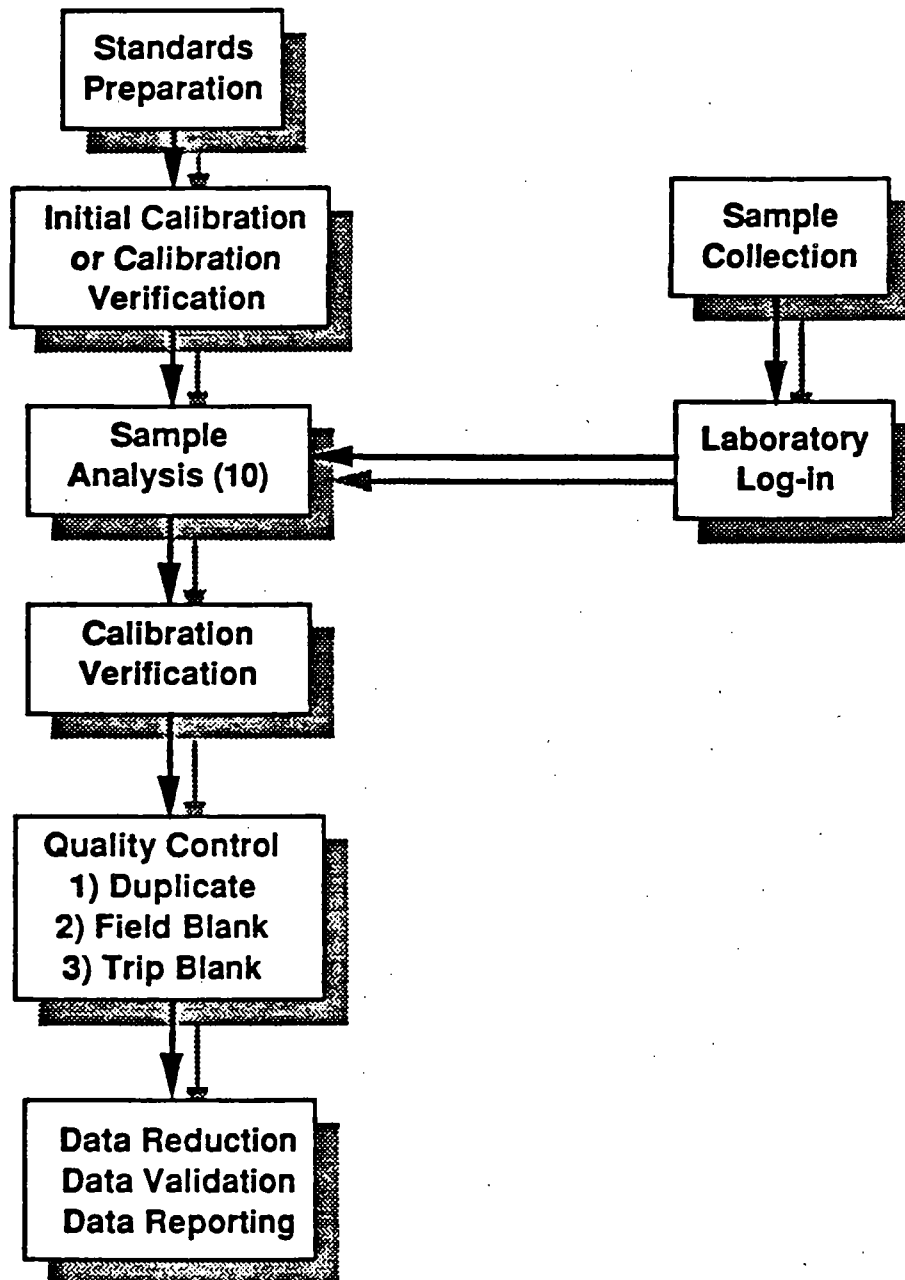 Standards
Preparation
Initial Calibration
or Calibration
Verification
Sample
Collection
Sample
Analysis (10)
Laboratory
Log-in
Calibration
Verification
Quality Control
1) Duplicate
2) Field Blank
3) Trip Blank
Data Reduction
Data Validation
Data Reporting